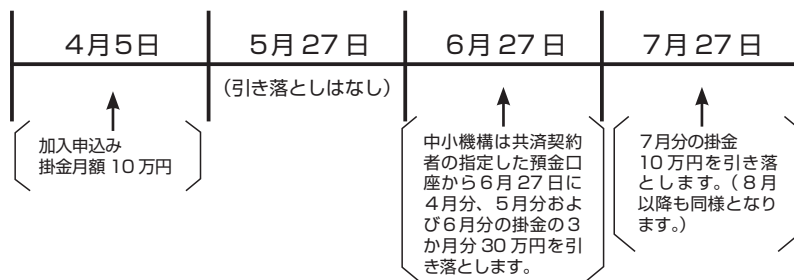 4月5日
5月27日
6月27日
7月27日
(引き落としはなし)
加入申込み
掛金月額 10 万円
中小機構は共済契約
者の指定した預金口
座から6月27日に
4月分、5月分およ
び6月分の掛金の3
か月分 30 万円を引
き落とします。
7月分の掛金
10 万円を引き落
とします。(8月
以降も同様となり
ます。)